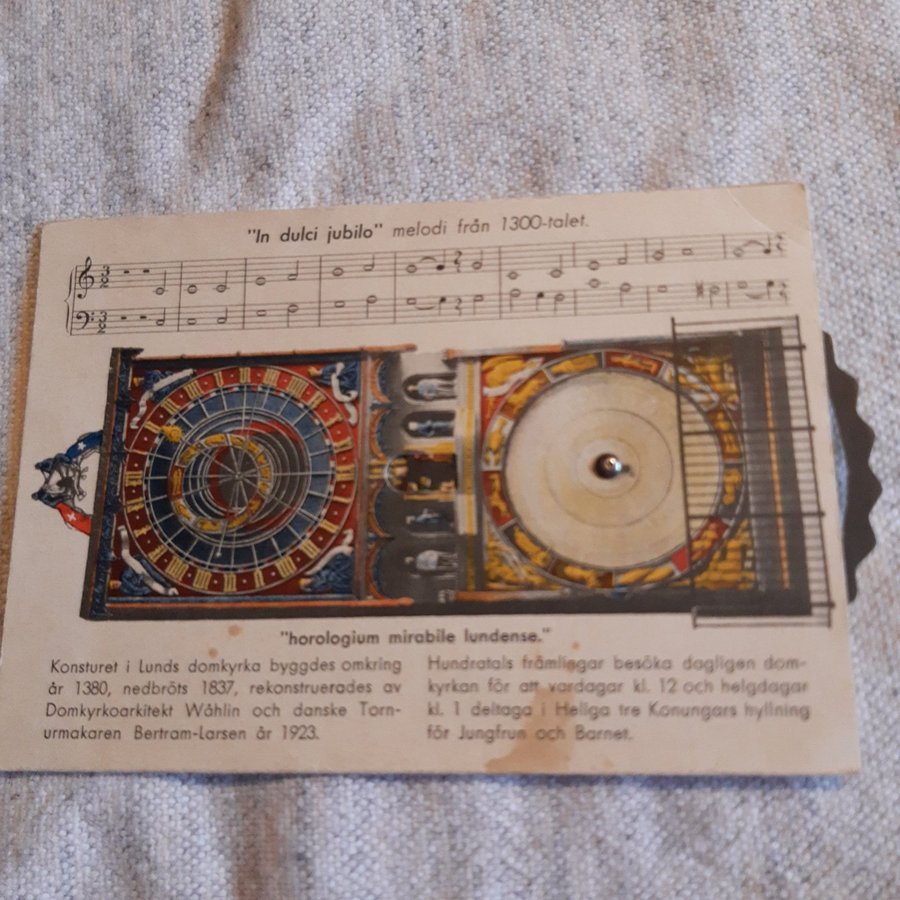 "In dulci jubilo" melodi från 1300-talet.
"horologium mirabile lundense."
Konsturet i Lunds domkyrka byggdes omkring
år 1380, nedbröts 1837, rekonstruerades av
Domkyrkoarkitekt Wåhlin och danske Torn-
urmakaren Bertram-Larsen år 1923.
Hundratals främlingar besöka dagligen dom-
kyrkan för att vardagar kl. 12 och helgdagar
kl. 1 deltaga i Heliga tre Konungars hyllning
för Jungfrun och Barnet.